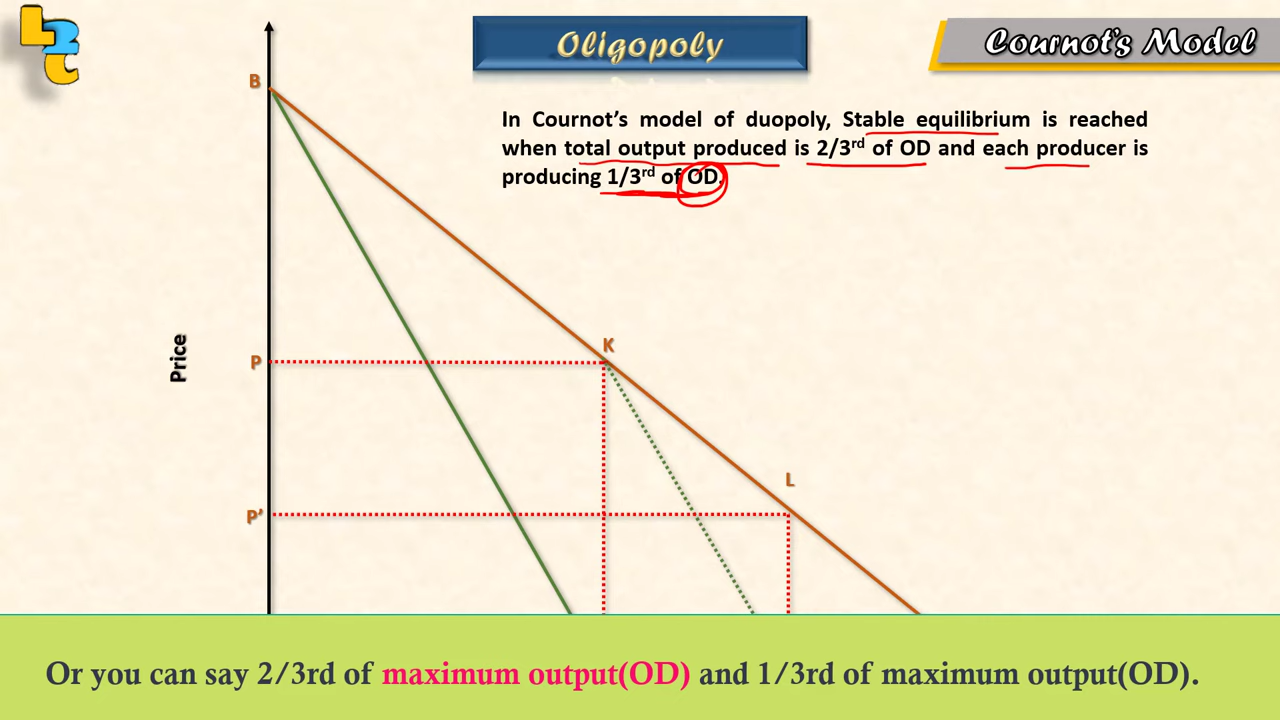 L2C
Oligopoly
Cournot's Model
B
In Cournot's model of duopoly, Stable equilibrium is reached
when total output produced is 2/3rd of OD and each producer is
producing 1/3rd of OD.
K
Price
P
L
P'
Or you can say 2/3rd of maximum output(OD) and 1/3rd of maximum output(OD).